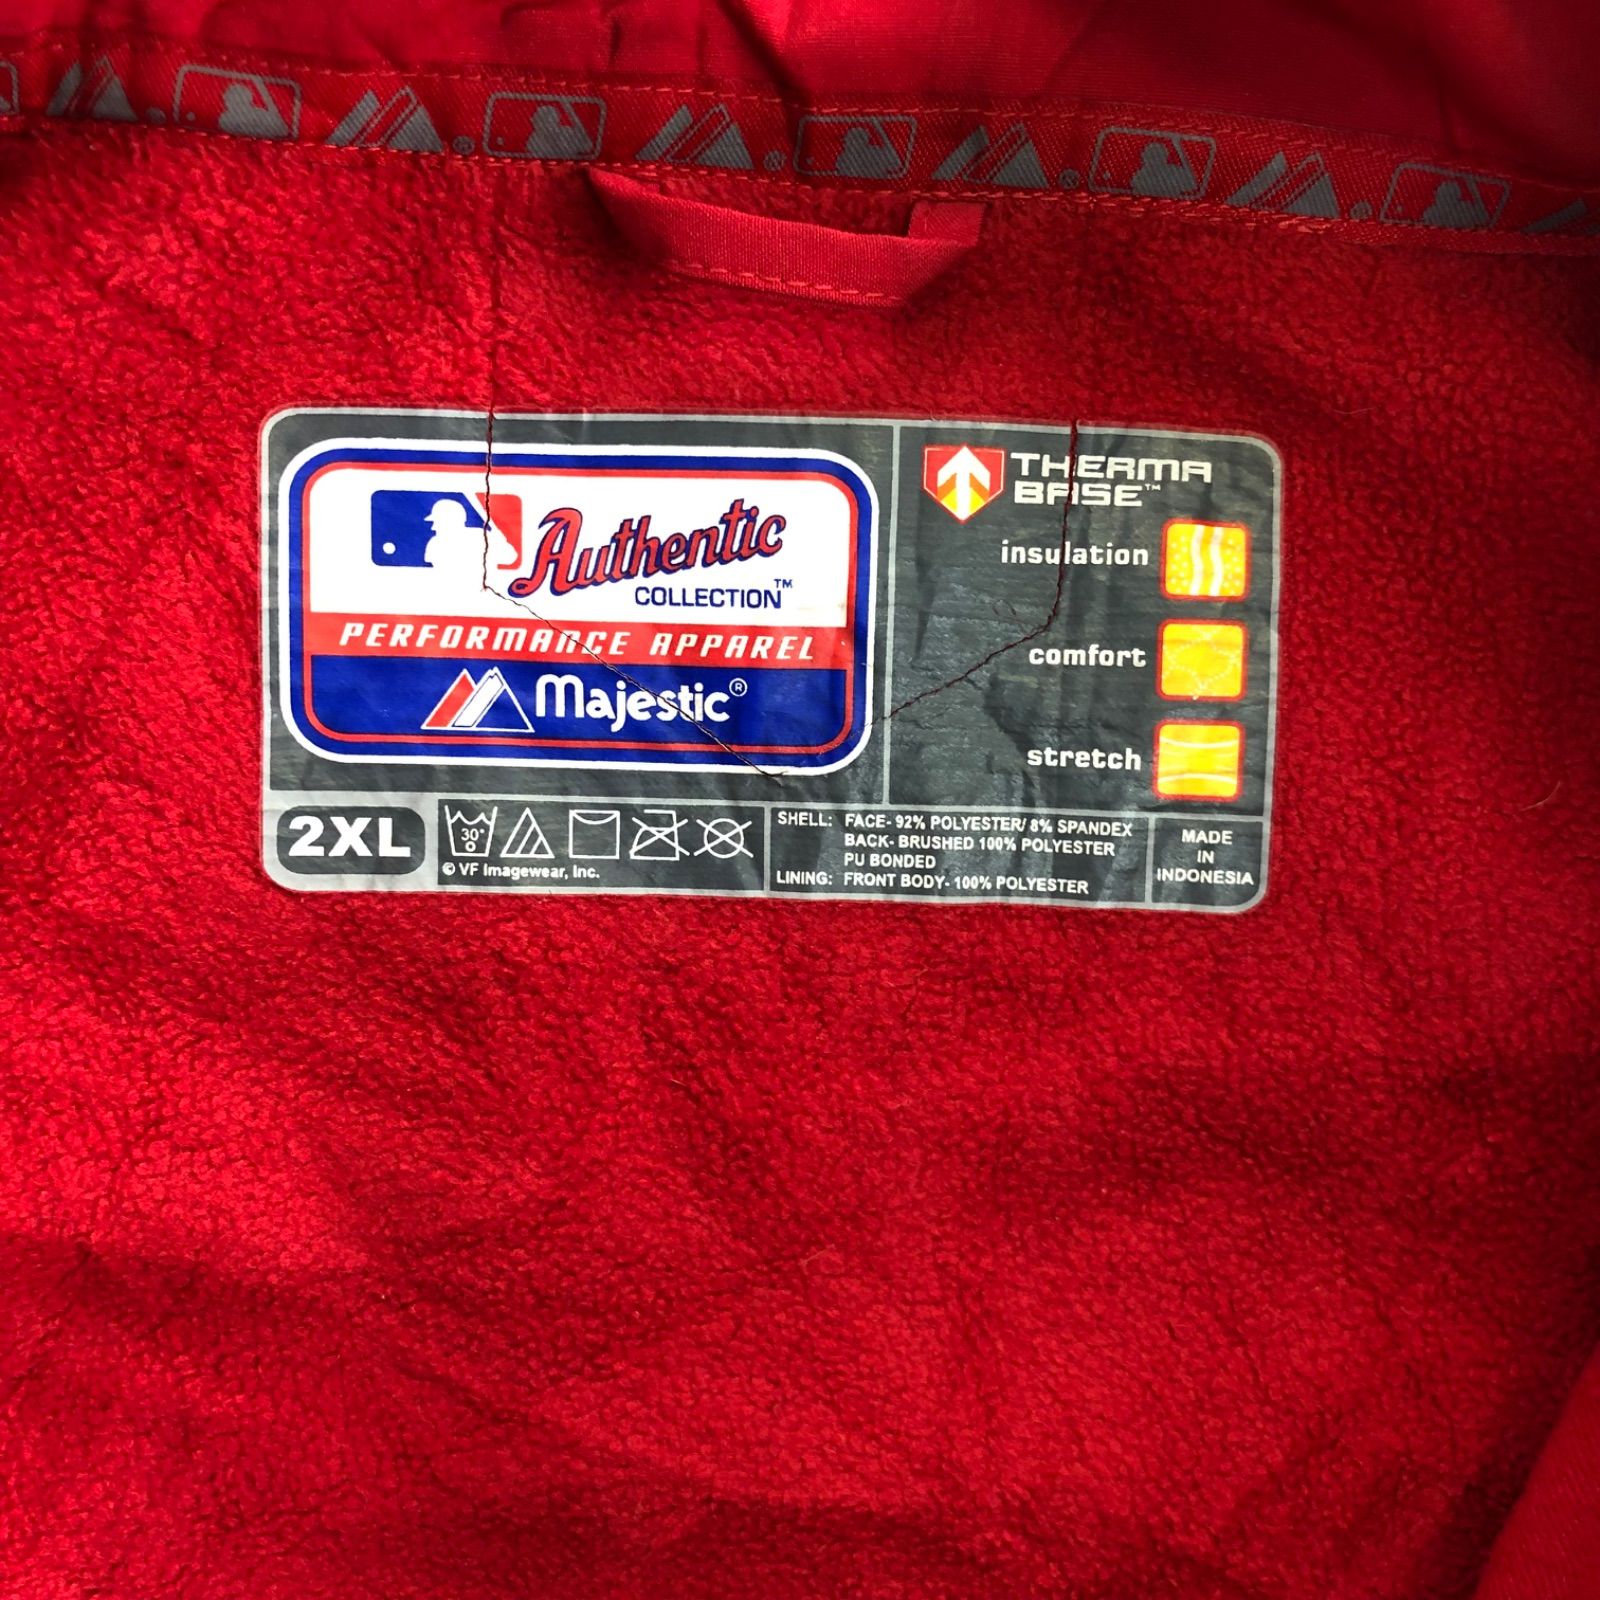 Authentic
COLLECTION™
PERFORMANCE APPAREL
Majestic®
THERMA
BASE™
insulation
comfort
stretch
2XL
30°
© VF Imagewear, Inc.
SHELL: FACE- 92% POLYESTER/ 8% SPANDEX
BACK- BRUSHED 100% POLYESTER
PU BONDED
LINING: FRONT BODY- 100% POLYESTER
MADE
IN
INDONESIA